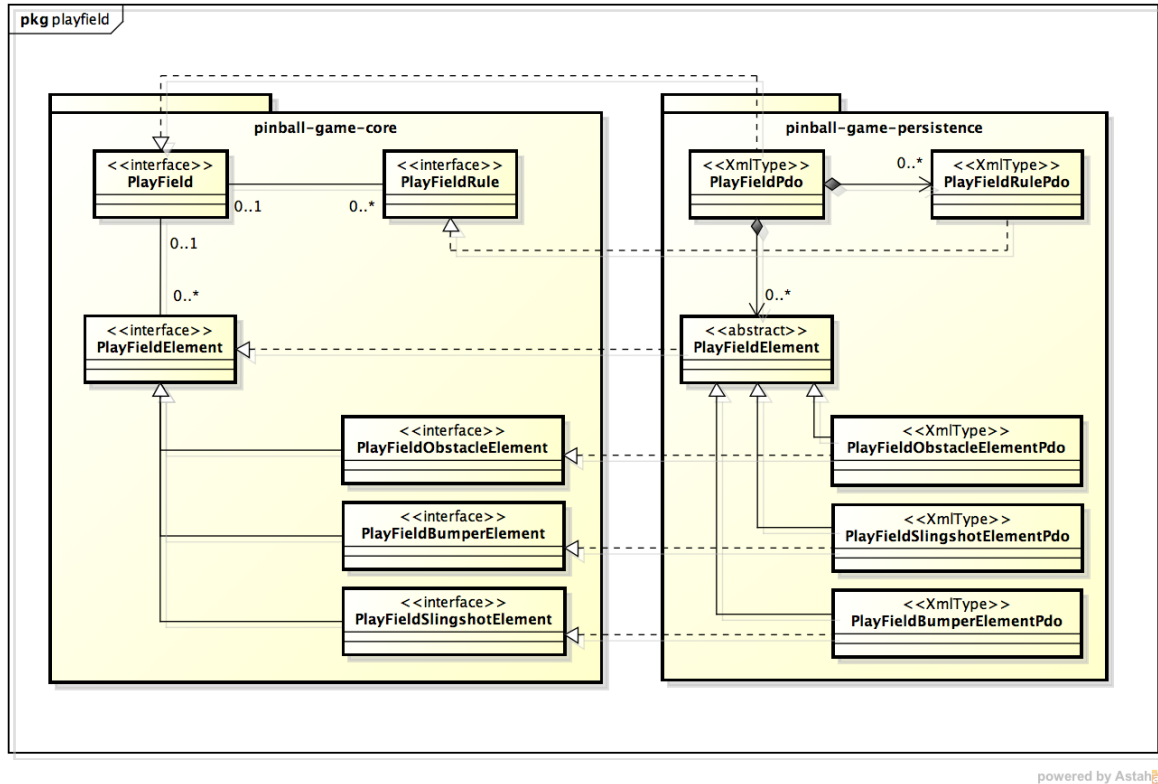 pkg playfield
pinball-game-core
<<interface>>
PlayField
0..1
0..*
<<interface>>
PlayFieldRule
0..1
0..*
<<interface>>
PlayFieldElement
<<interface>>
PlayFieldObstacleElement
<<interface>>
PlayFieldBumperElement
<<interface>>
PlayFieldSlingshotElement
pinball-game-persistence
<<XmlType>>
PlayFieldPdo
0..*
<<XmlType>>
PlayFieldRulePdo
0..*
<<abstract>>
PlayFieldElement
<<XmlType>>
PlayFieldObstacleElementPdo
<<XmlType>>
PlayFieldSlingshotElementPdo
<<XmlType>>
PlayFieldBumperElementPdo
powered by Astah